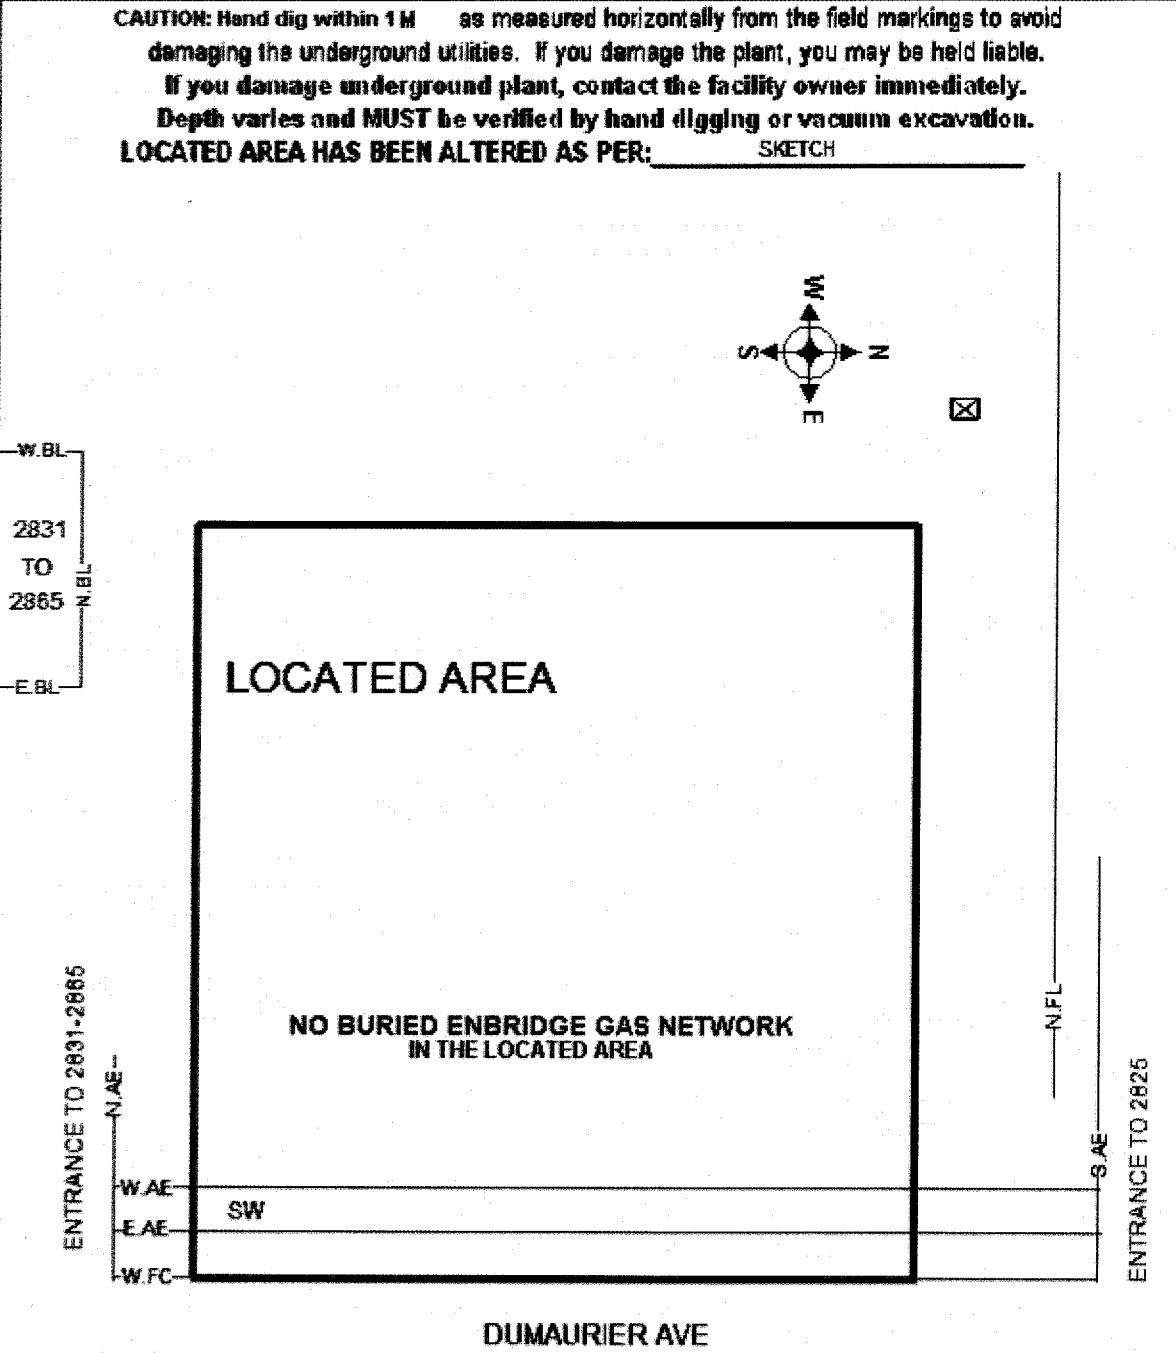 CAUTION: Hand dig within 1 M as measured horizontally from the field markings to avoid
damaging the underground utilities. If you damage the plant, you may be held liable.
If you damage underground plant, contact the facility owner immediately.
Depth varies and MUST be verified by hand digging or vacuum excavation.
LOCATED AREA HAS BEEN ALTERED AS PER: SKETCH
W
S
N
E
W.BL
2831
TO
2865
N.BL
E.BL
LOCATED AREA
NO BURIED ENBRIDGE GAS NETWORK
IN THE LOCATED AREA
N.FL
ENTRANCE TO 2831-2865
N.AE
S.AE
ENTRANCE TO 2825
W.AE
SW
E.AE
W.FC
DUMAURIER AVE